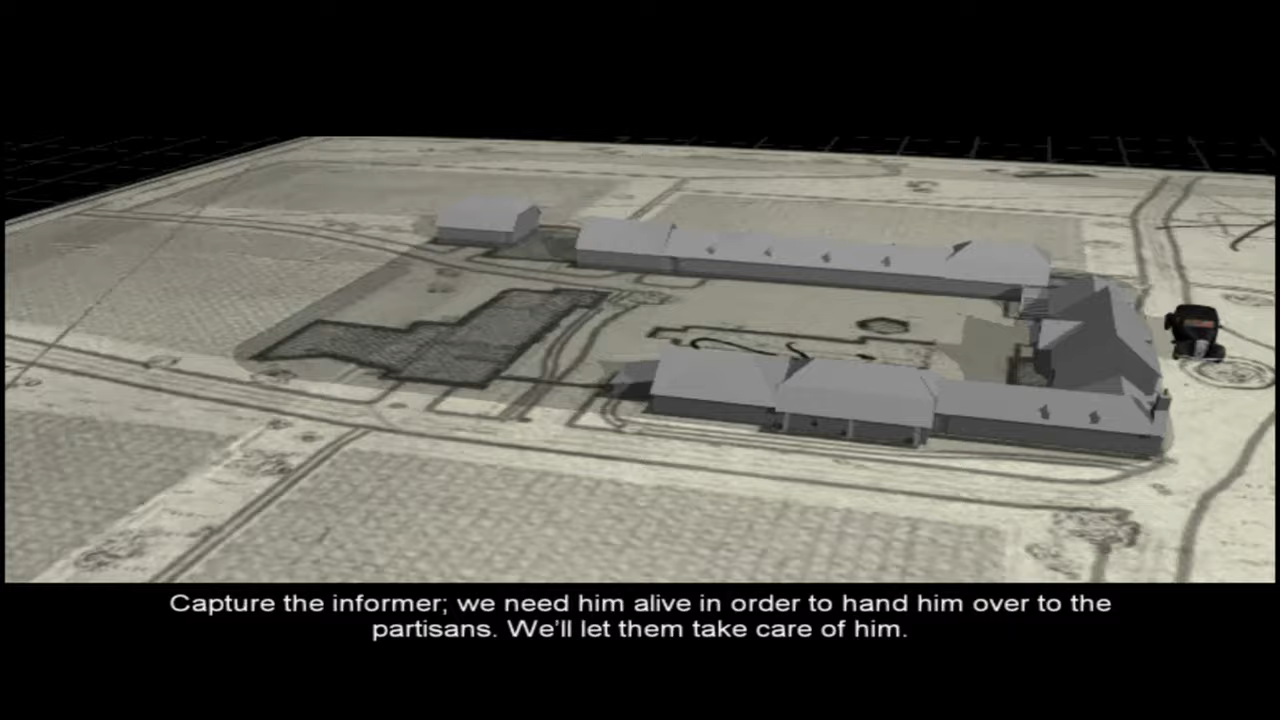 Capture the informer; we need him alive in order to hand him over to the
partisans. We'll let them take care of him.